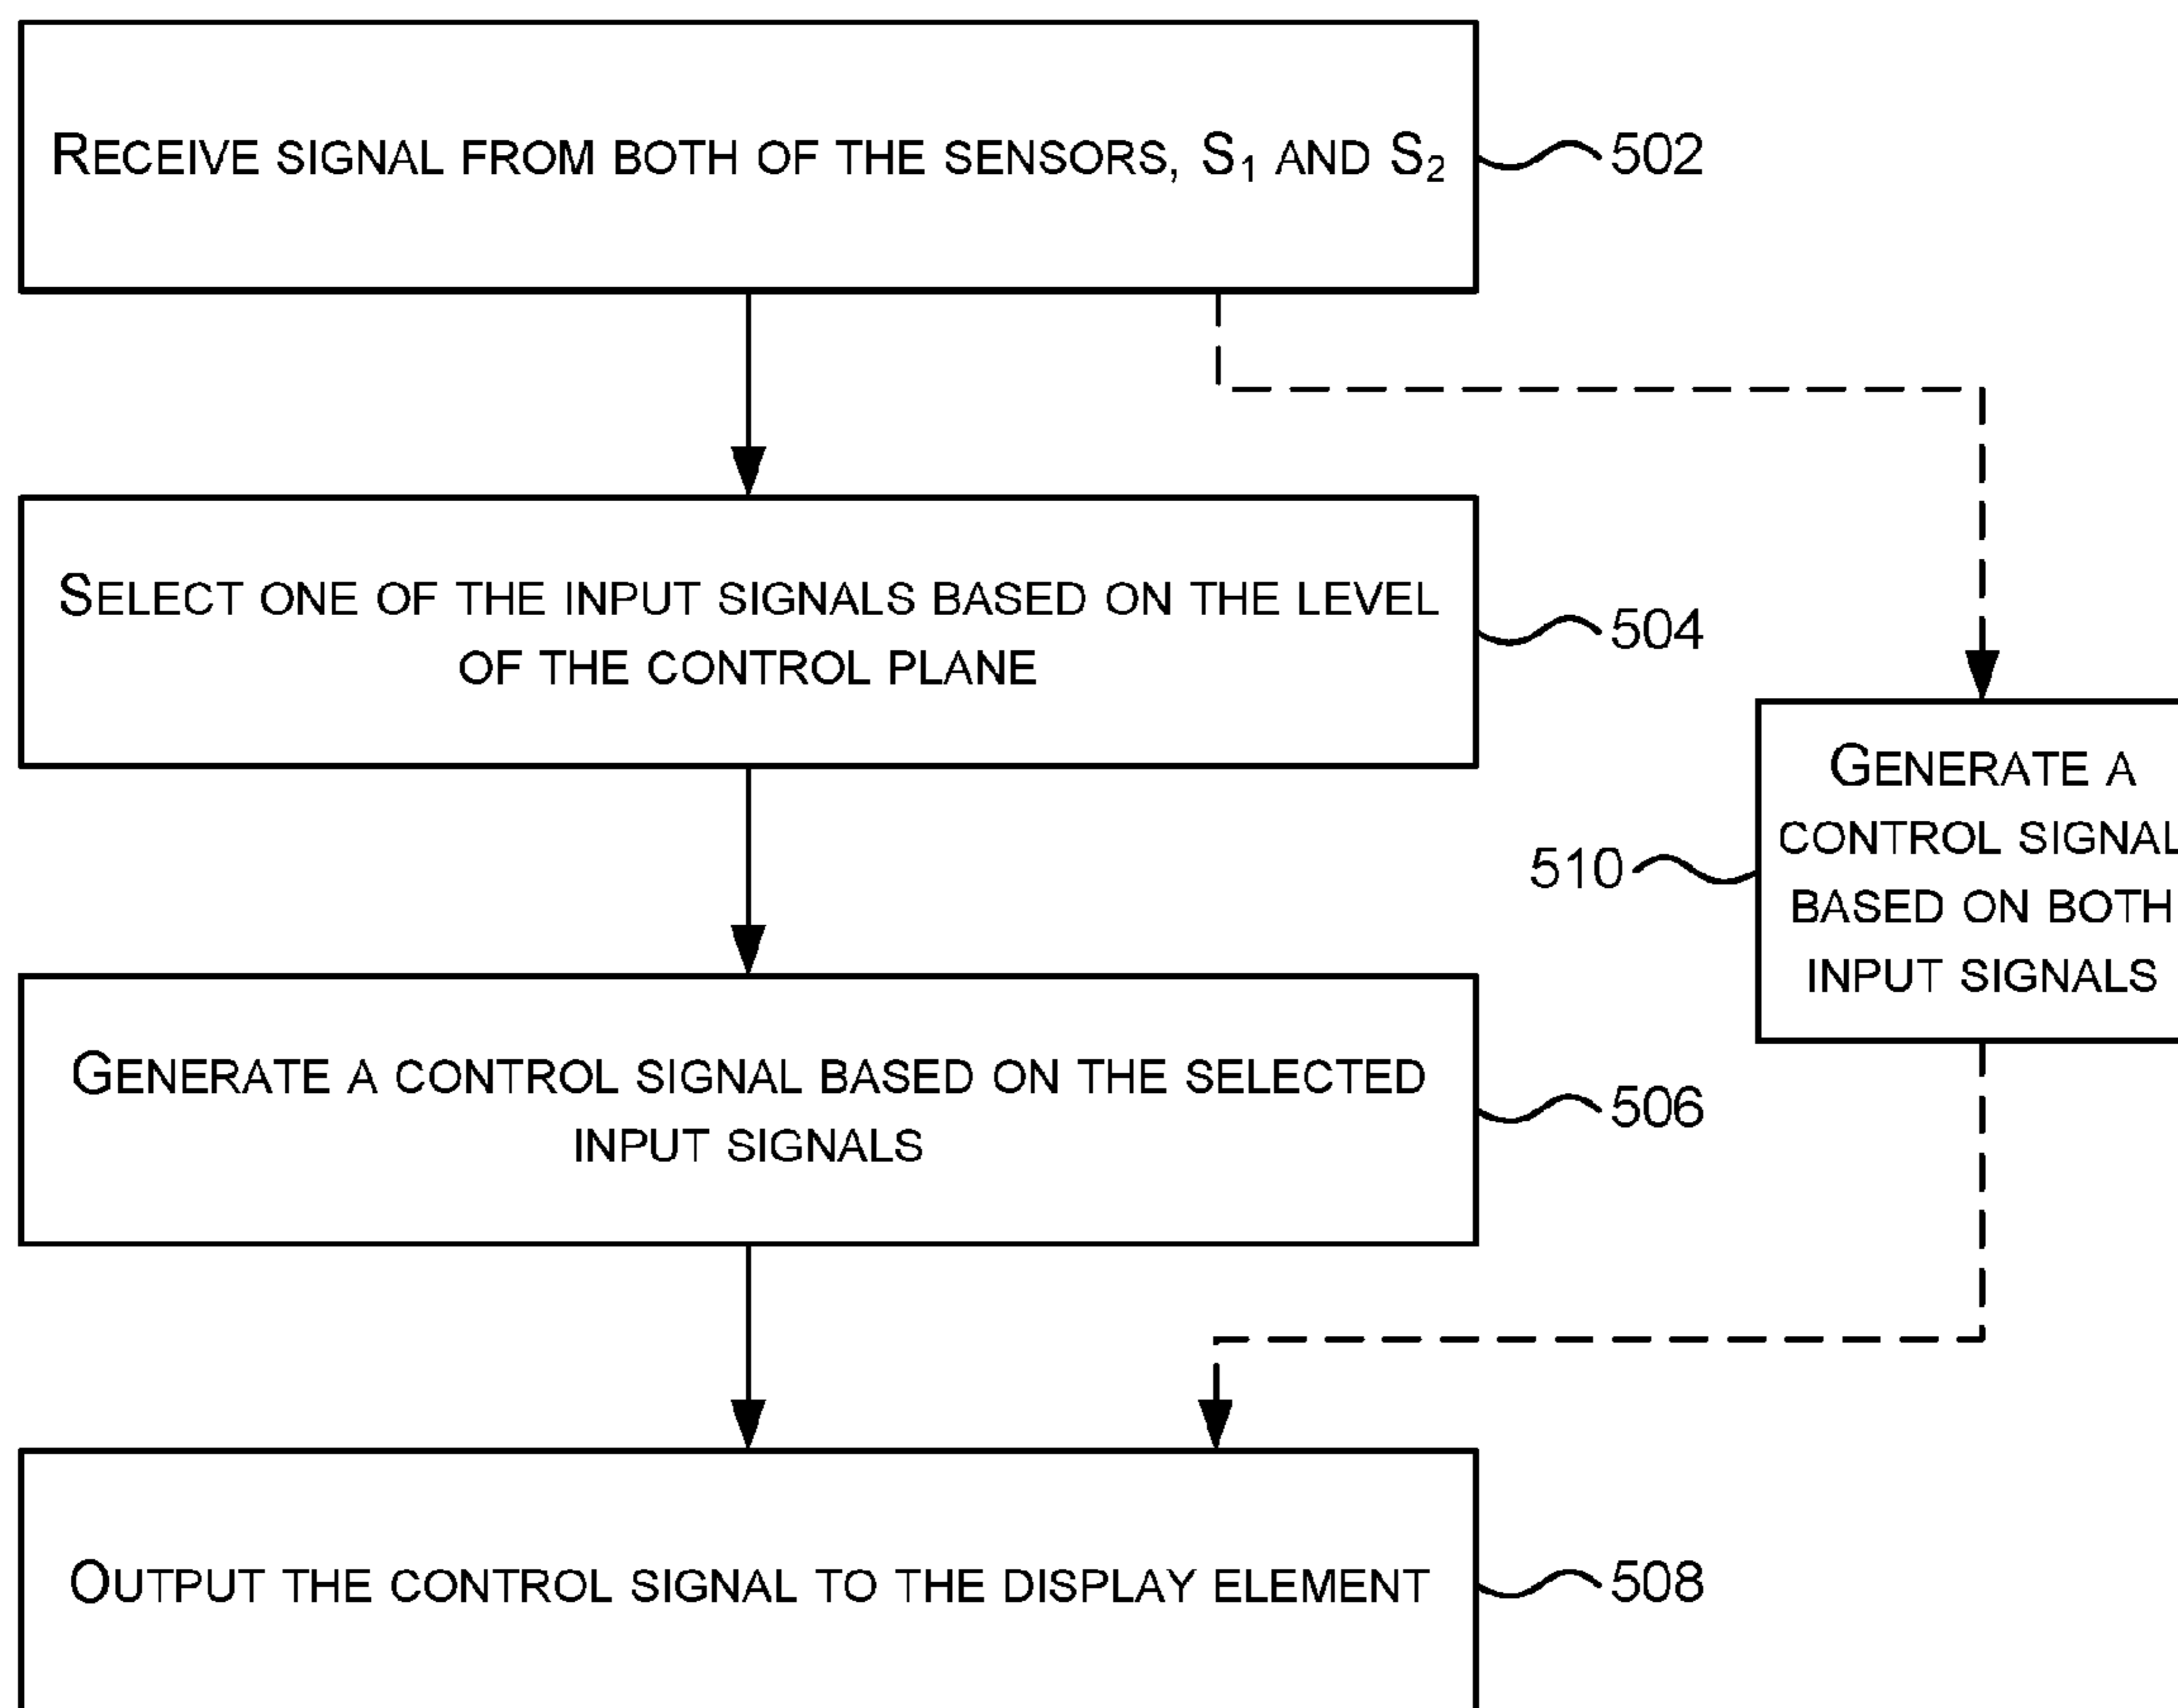 RECEIVE SIGNAL FROM BOTH OF THE SENSORS, S1 AND S2
502
SELECT ONE OF THE INPUT SIGNALS BASED ON THE LEVEL
OF THE CONTROL PLANE
504
GENERATE A
CONTROL SIGNAL
BASED ON BOTH
INPUT SIGNALS
510
GENERATE A CONTROL SIGNAL BASED ON THE SELECTED
INPUT SIGNALS
506
OUTPUT THE CONTROL SIGNAL TO THE DISPLAY ELEMENT
508